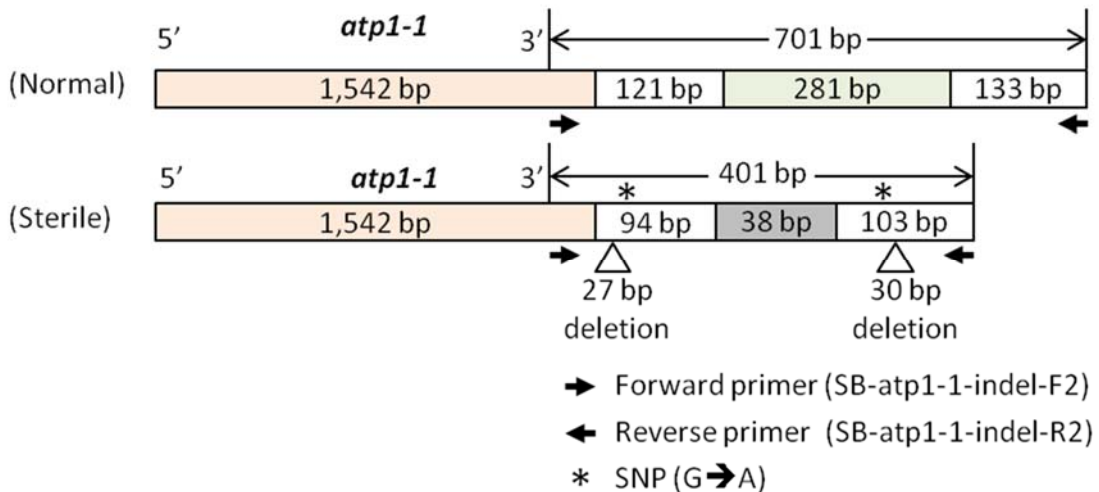 atp1-1
5′ 3′ 701 bp
(Normal) 1,542 bp 121 bp 281 bp 133 bp
5′ atp1-1 3′ 401 bp
* *
(Sterile) 1,542 bp 94 bp 38 bp 103 bp
27 bp 30 bp
deletion deletion
➔ Forward primer (SB-atp1-1-indel-F2)
← Reverse primer (SB-atp1-1-indel-R2)
* SNP (G➔A)